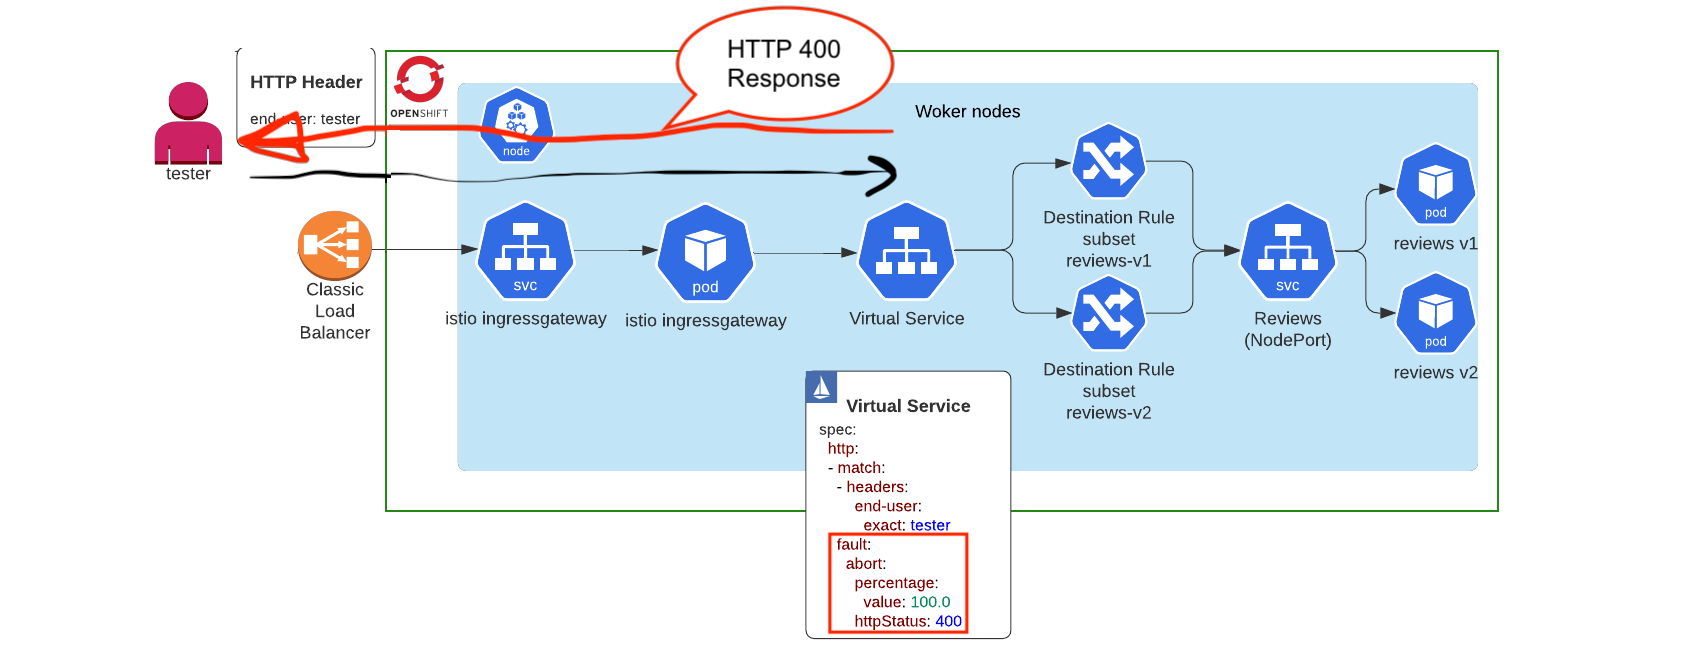 HTTP 400
Response
HTTP Header
end-user: tester
OPENSHIFT
Woker nodes
node
tester
svc
istio ingressgateway
pod
istio ingressgateway
Virtual Service
Destination Rule
subset
reviews-v1
Destination Rule
subset
reviews-v2
svc
Reviews
(NodePort)
pod
reviews v1
pod
reviews v2
Classic
Load
Balancer
Virtual Service
spec:
http:
- match:
- headers:
end-user:
exact: tester
fault:
abort:
percentage:
value: 100.0
httpStatus: 400